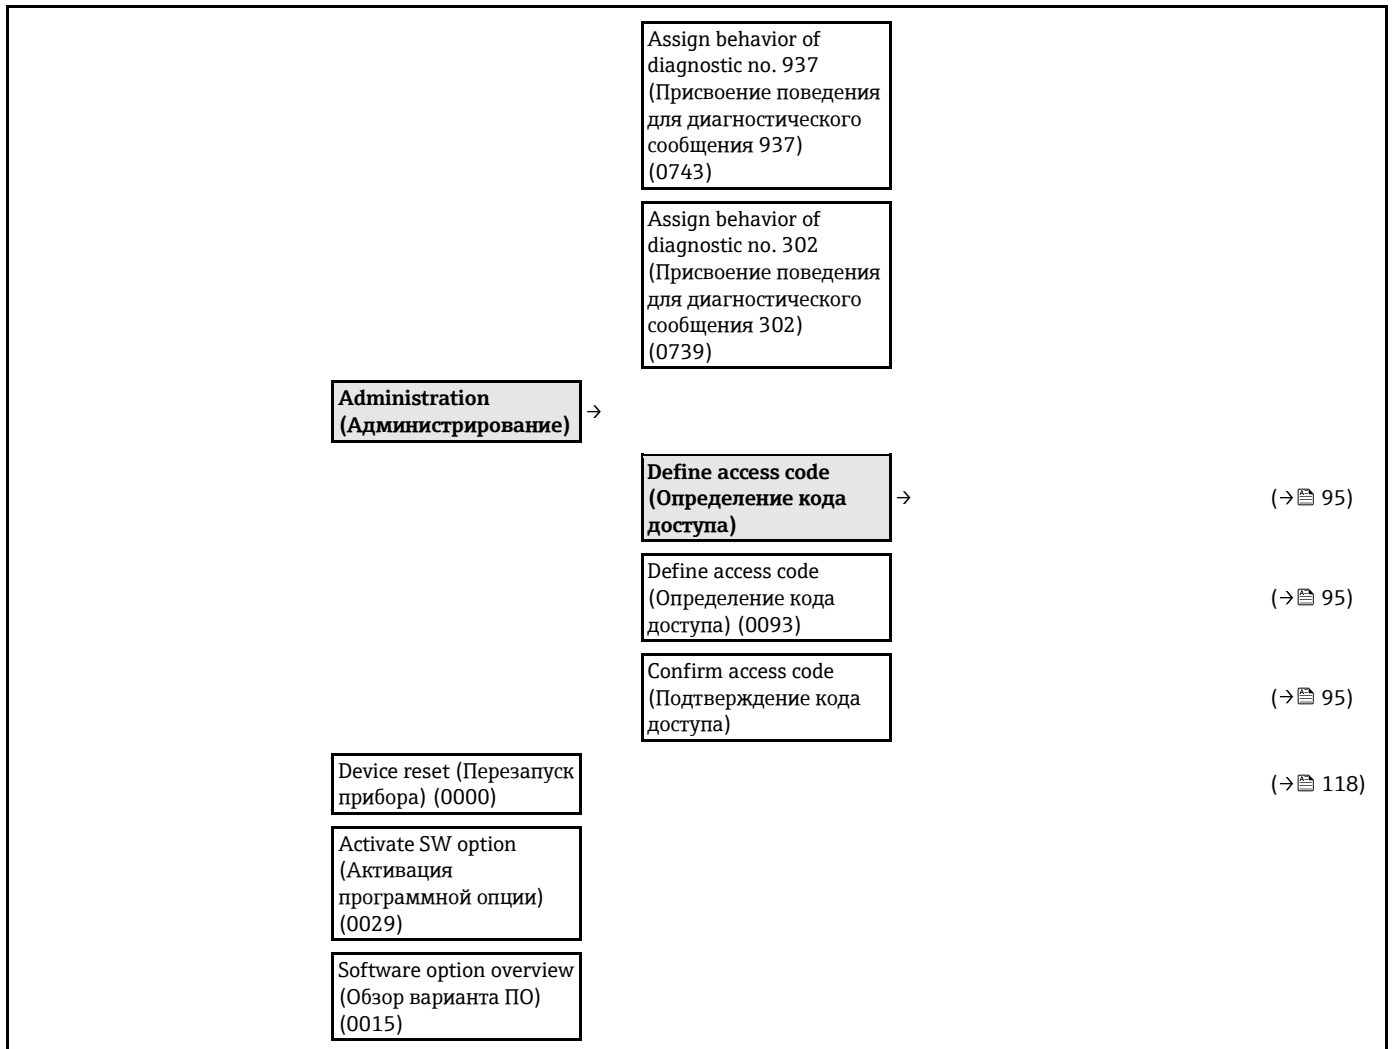 Assign behavior of
diagnostic no. 937
(Присвоение поведения
для диагностического
сообщения 937)
(0743)
Assign behavior of
diagnostic no. 302
(Присвоение поведения
для диагностического
сообщения 302)
(0739)
Administration
(Администрирование)
→
Define access code
(Определение кода
доступа)
→
(→ 95)
Define access code
(Определение кода
доступа) (0093)
(→ 95)
Confirm access code
(Подтверждение кода
доступа)
(→ 95)
Device reset (Перезапуск
прибора) (0000)
(→ 118)
Activate SW option
(Активация
программной опции)
(0029)
Software option overview
(Обзор варианта ПО)
(0015)